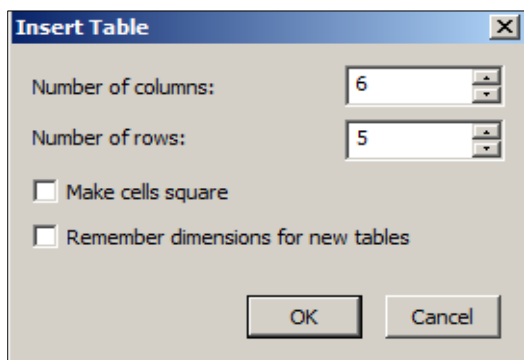 Insert Table
Number of columns: 6
Number of rows: 5
Make cells square
Remember dimensions for new tables
OK Cancel